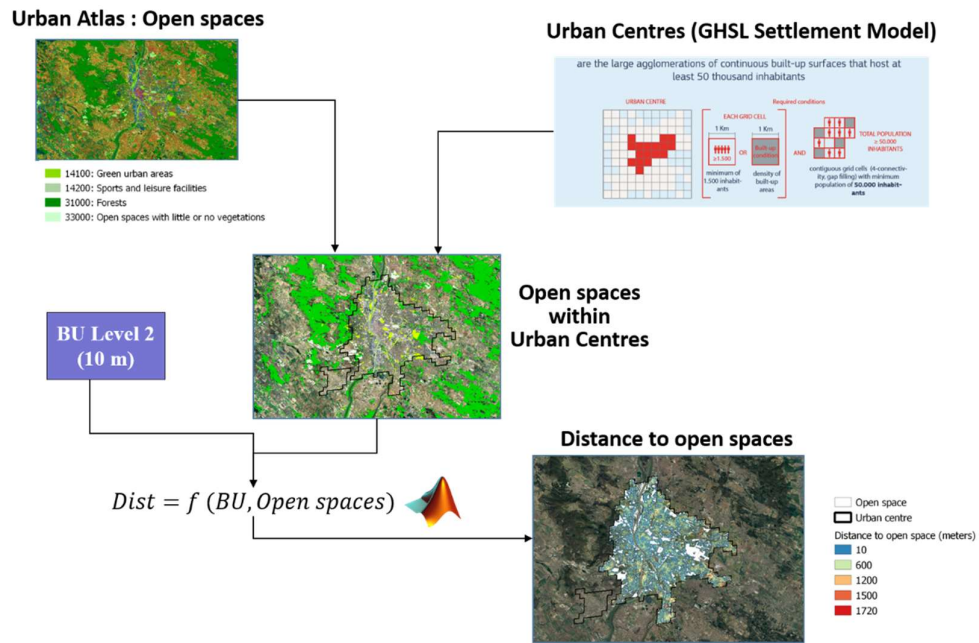 Urban Atlas : Open spaces
14100: Green urban areas
14200: Sports and leisure facilities
31000: Forests
33000: Open spaces with little or no vegetations
Urban Centres (GHSL Settlement Model)
are the large agglomerations of continuous built-up surfaces that host at
least 50 thousand inhabitants
URBAN CENTRE
Required conditions
EACH GRID CELL
1 Km
1 Km
≥1.500
OR
Built-up
condition
AND
TOTAL POPULATION
≥ 50.000
INHABITANTS
minimum of
1.500 inhabit-
ants
density of
built-up
areas
contiguous grid cells (4-connectiv-
ity, gap filling) with minimum
population of 50.000 inhabit-
ants
Open spaces
within
Urban Centres
BU Level 2
(10 m)
Dist = f (BU, Open spaces)
Distance to open spaces
Open space
Urban centre
Distance to open space (meters)
10
600
1200
1500
1720